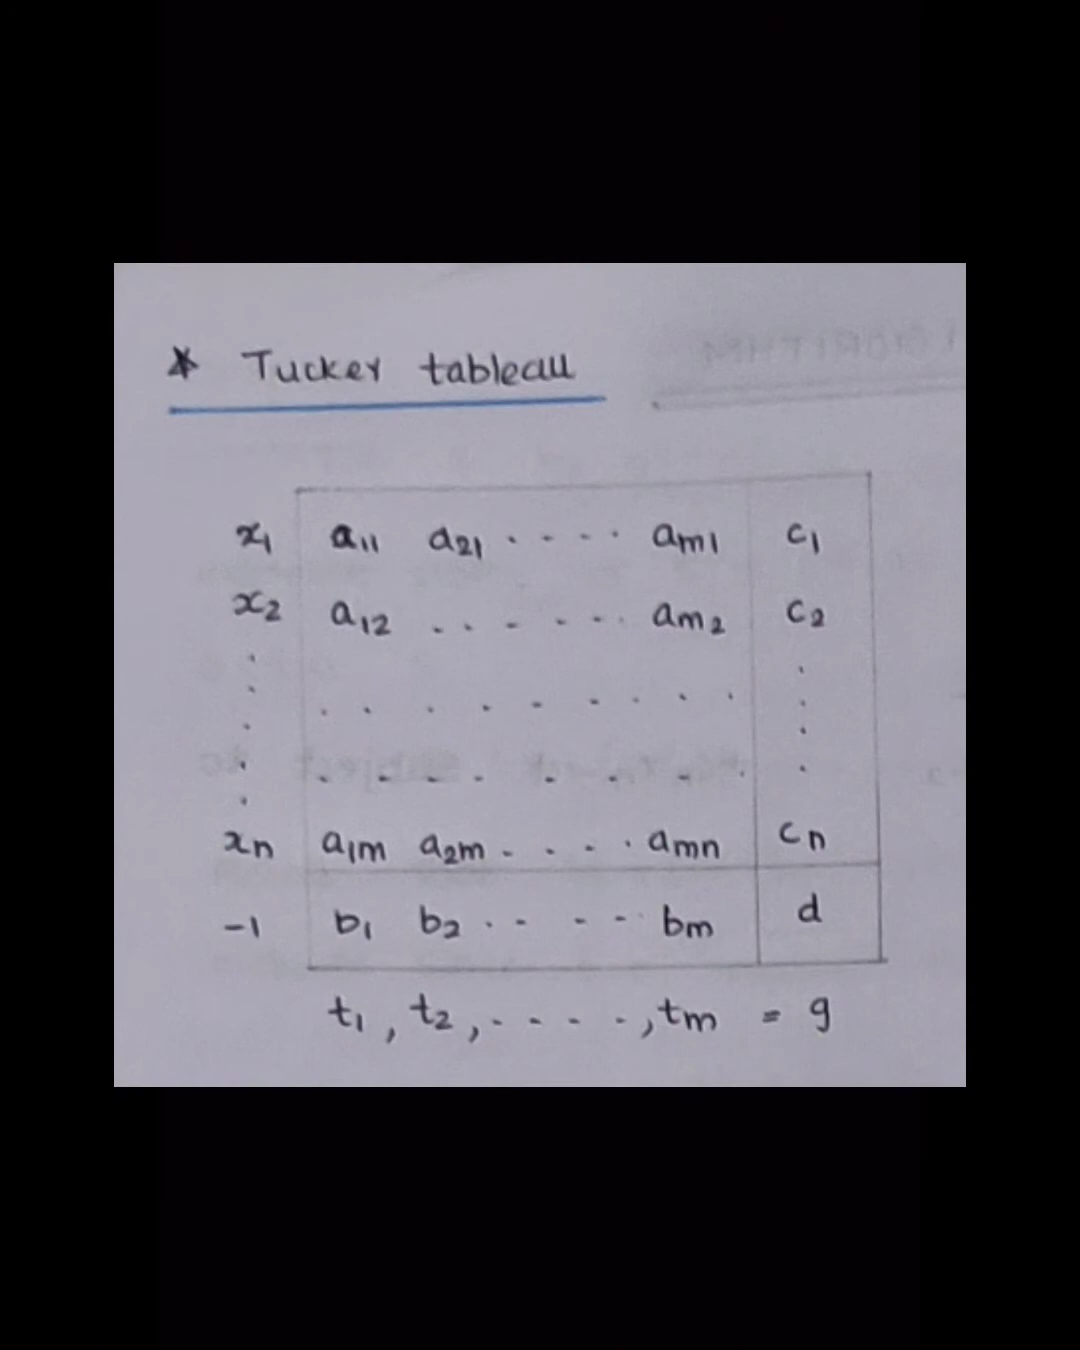 * Tucker tableau
x1 a11 a21 ..... am1 c1
x2 a12 ...... am2 c2
. . . . . . . . .
. . . . . . . . .
xn a1m a2m .... amn cn
-1 b1 b2 ..... bm d
t1, t2, ....., tm = g